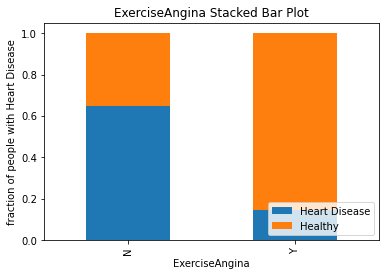 ExerciseAngina Stacked Bar Plot
fraction of people with Heart Disease
1.0
0.8
0.6
0.4
0.2
0.0
Heart Disease
Healthy
N
Y
ExerciseAngina